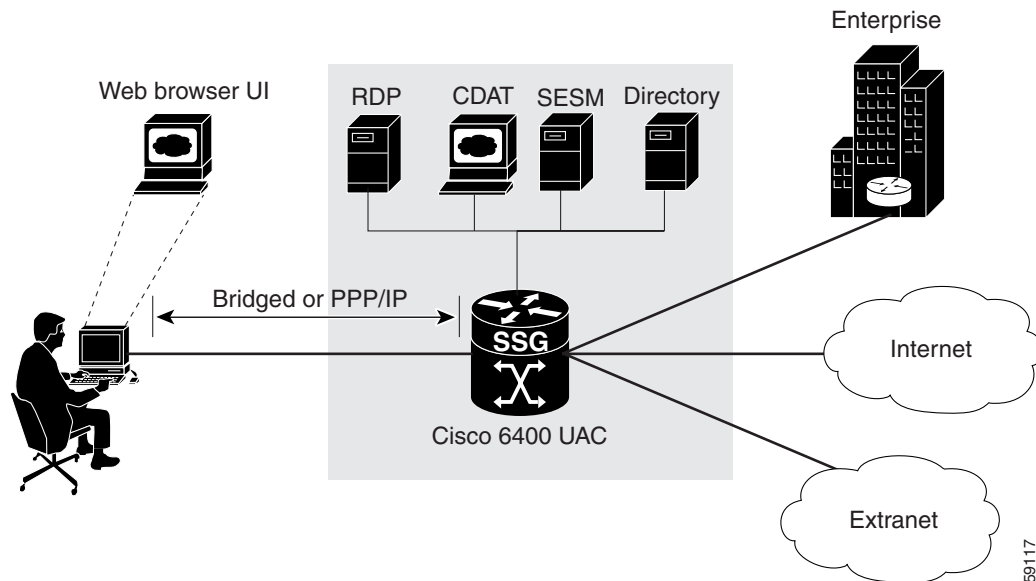 Enterprise
Web browser UI
RDP
CDAT
SESM
Directory
Bridged or PPP/IP
SSG
Internet
Cisco 6400 UAC
Extranet
59117